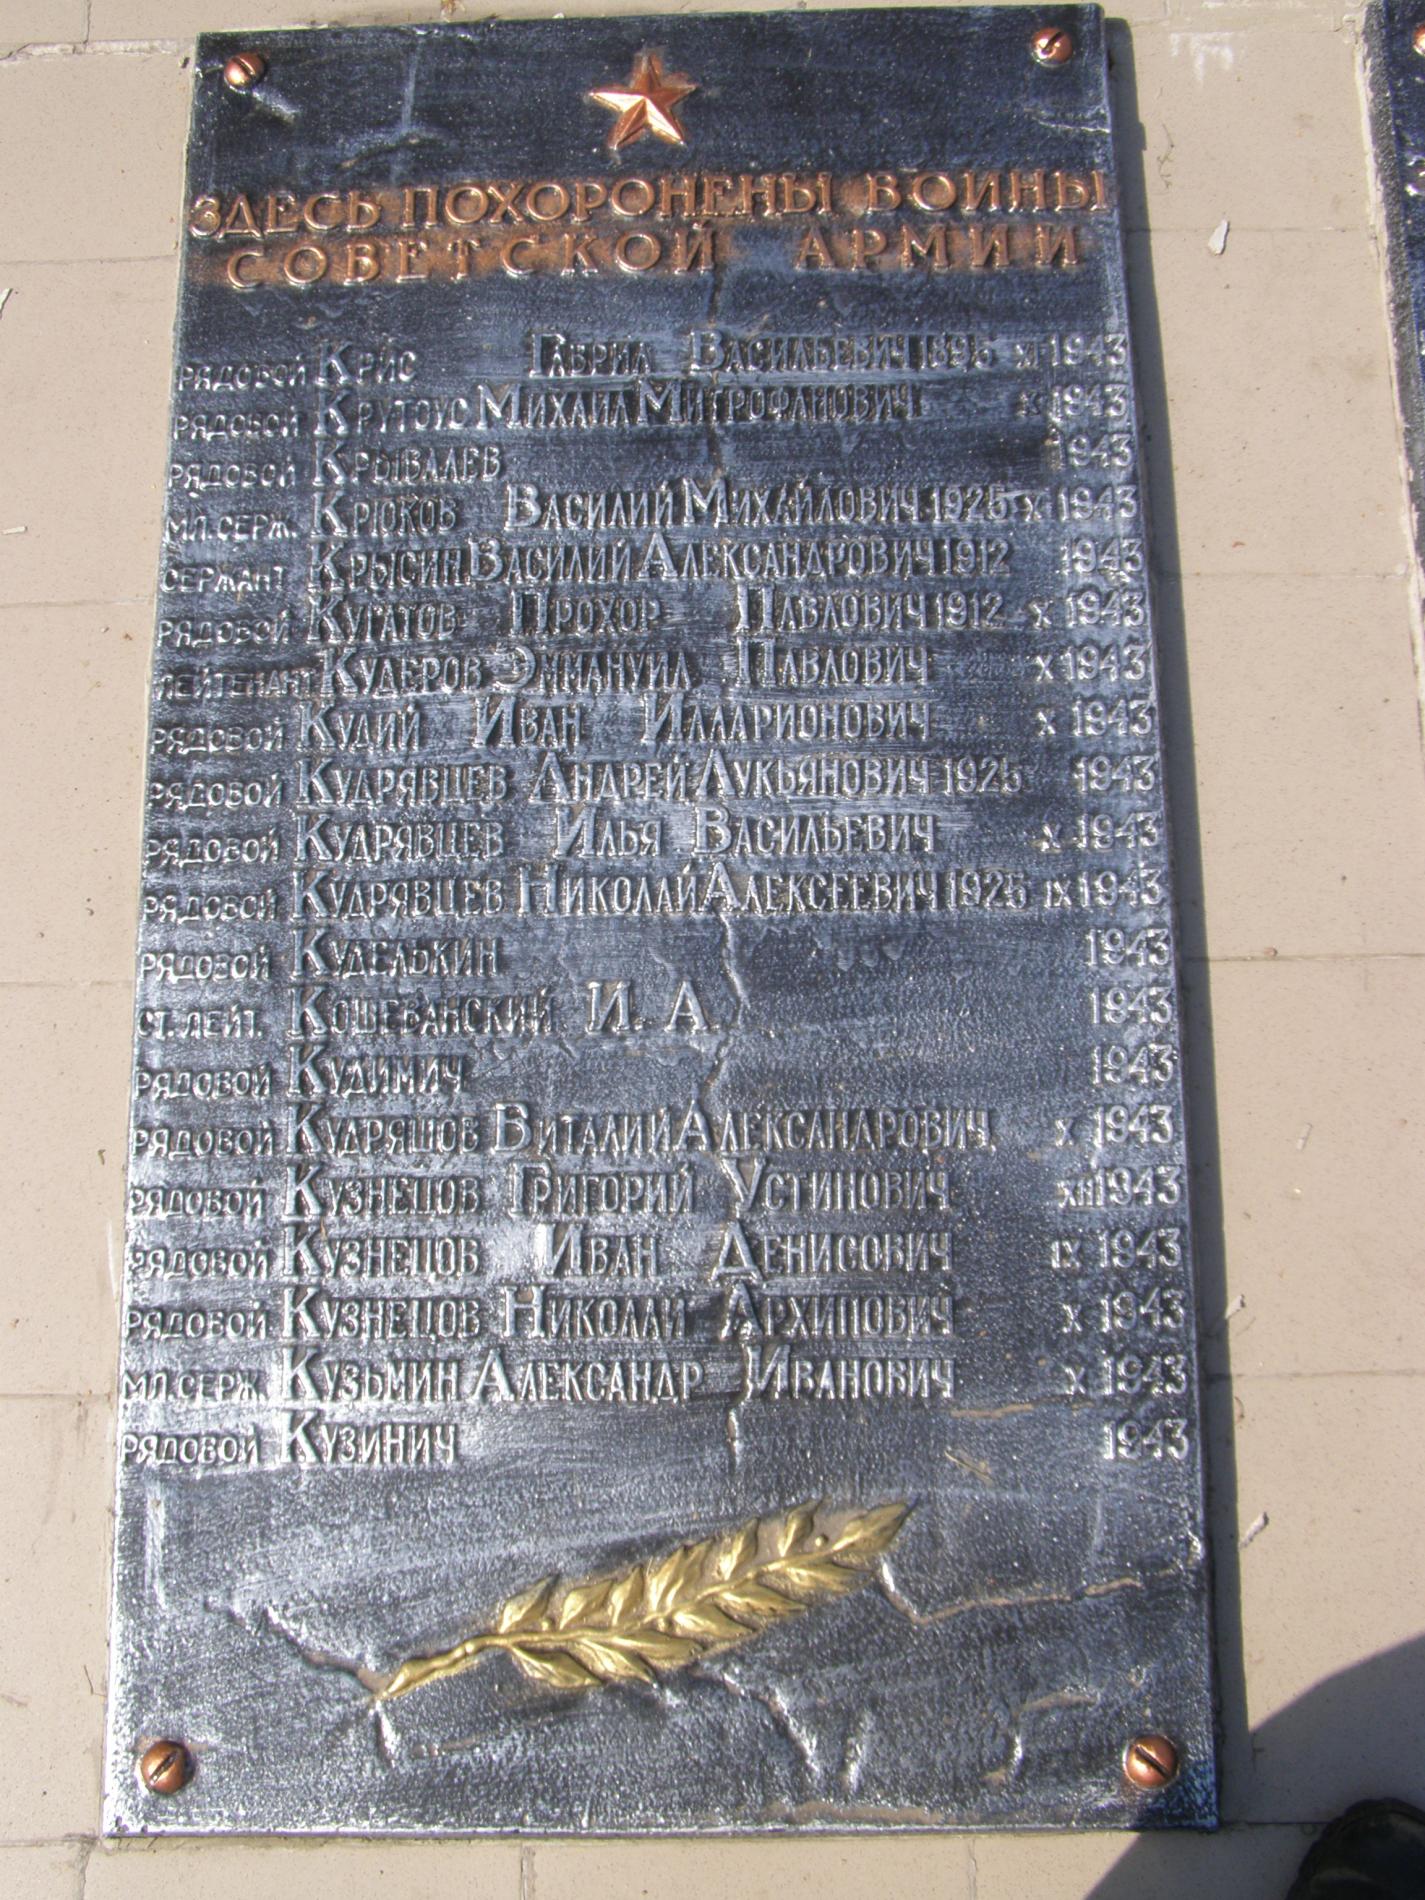 ЗДЕСЬ ПОХОРОНЕНЫ ВОИНЫ
СОВЕТСКОЙ АРМИИ
РЯДОВОЙ КРИС ГАБРИЛ ВАСИЛЬЕВИЧ 1895 XI 1943
РЯДОВОЙ КРУТОУС МИХАИЛ МИТРОФАНОВИЧ X 1943
РЯДОВОЙ КРЫВАЛЕВ 1943
МЛ.СЕРЖ. КРЮКОВ ВАСИЛИЙ МИХАЙЛОВИЧ 1925 X 1943
СЕРЖАНТ КРЫСИН ВАСИЛИЙ АЛЕКСАНДРОВИЧ 1912 1943
РЯДОВОЙ КУГАТОВ ПРОХОР ПАВЛОВИЧ 1912 X 1943
ЛЕЙТЕНАНТ КУДЕРОВ ЭММАНУИЛ ПАВЛОВИЧ X 1943
РЯДОВОЙ КУДИЙ ИВАН ИЛЛАРИОНОВИЧ X 1943
РЯДОВОЙ КУДРЯВЦЕВ АНДРЕЙ ЛУКЬЯНОВИЧ 1925 1943
РЯДОВОЙ КУДРЯВЦЕВ ИЛЬЯ ВАСИЛЬЕВИЧ X 1943
РЯДОВОЙ КУДРЯВЦЕВ НИКОЛАЙ АЛЕКСЕЕВИЧ 1925 IX 1943
РЯДОВОЙ КУДЕЛЬКИН 1943
СТ. ЛЕЙТ. КОШЕВАНСКИЙ И. А. 1943
РЯДОВОЙ КУДИМИЧ 1943
РЯДОВОЙ КУДРЯШОВ ВИТАЛИЙ АЛЕКСАНДРОВИЧ X 1943
РЯДОВОЙ КУЗНЕЦОВ ГРИГОРИЙ УСТИНОВИЧ XII 1943
РЯДОВОЙ КУЗНЕЦОВ ИВАН ДЕНИСОВИЧ IX 1943
РЯДОВОЙ КУЗНЕЦОВ НИКОЛАЙ АРХИПОВИЧ X 1943
МЛ.СЕРЖ. КУЗЬМИН АЛЕКСАНДР ИВАНОВИЧ X 1943
РЯДОВОЙ КУЗИНИЧ 1943